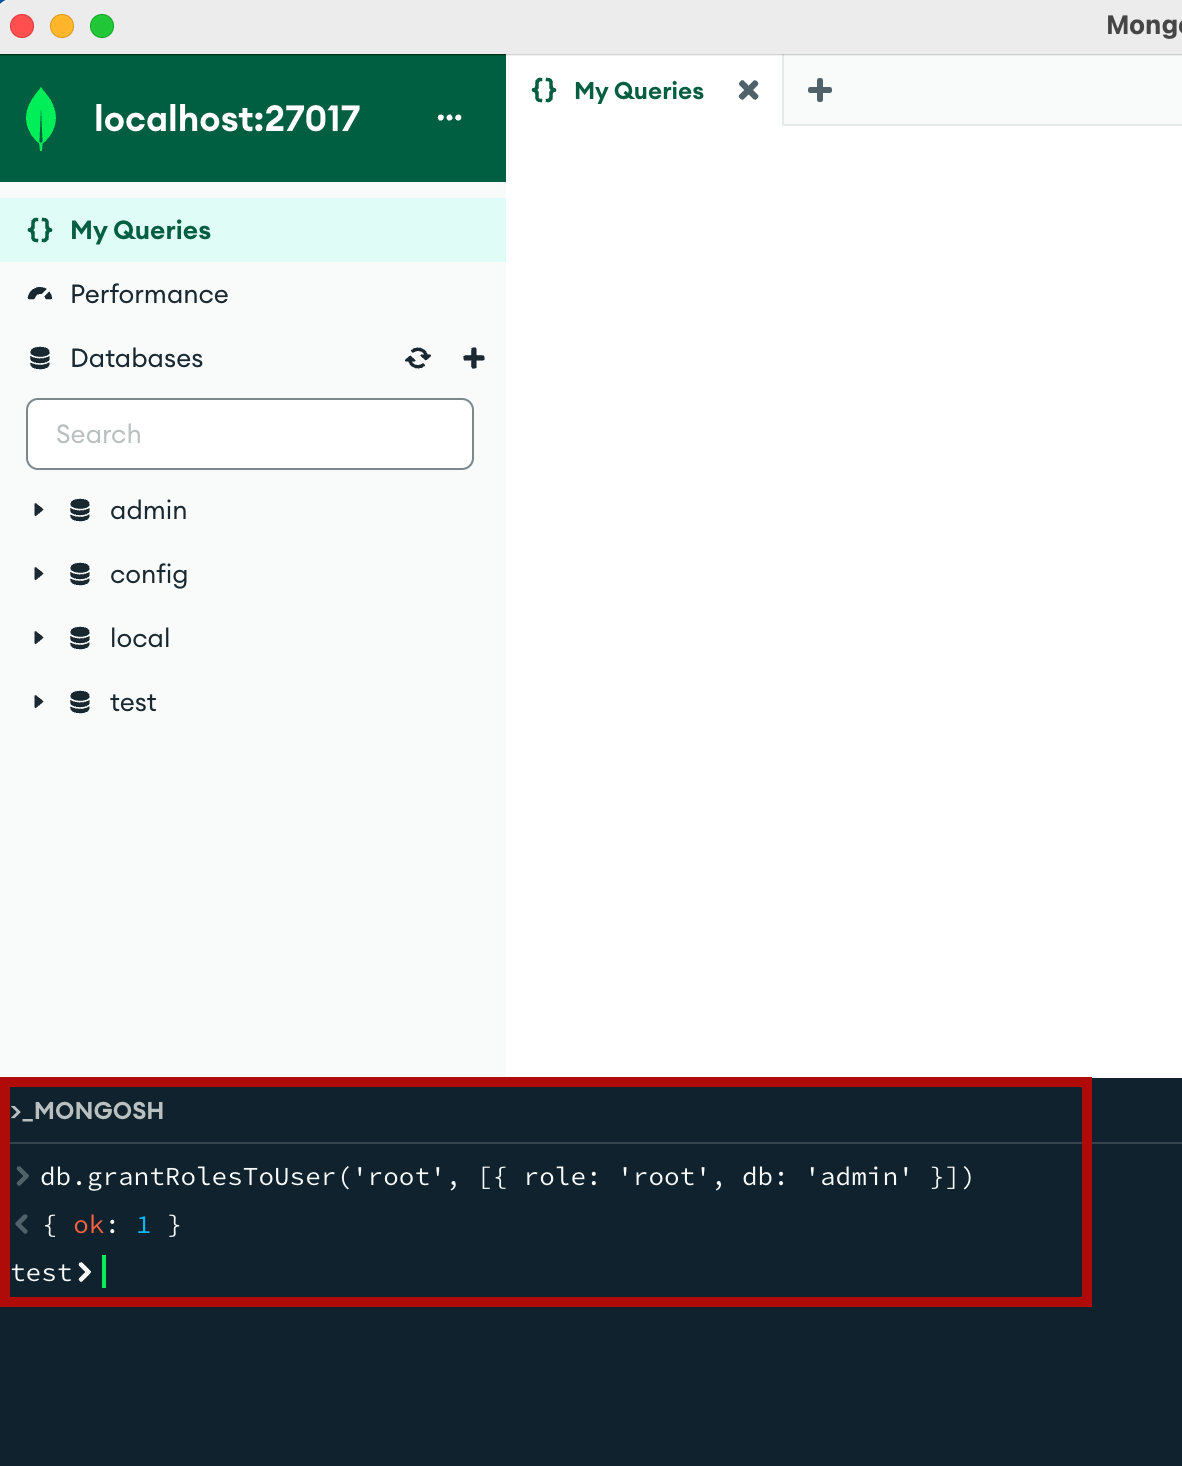 localhost:27017
My Queries
Performance
Databases
Search
admin
config
local
test
My Queries
>_MONGOSH
> db.grantRolesToUser('root', [{ role: 'root', db: 'admin' }])
< { ok: 1 }
test>